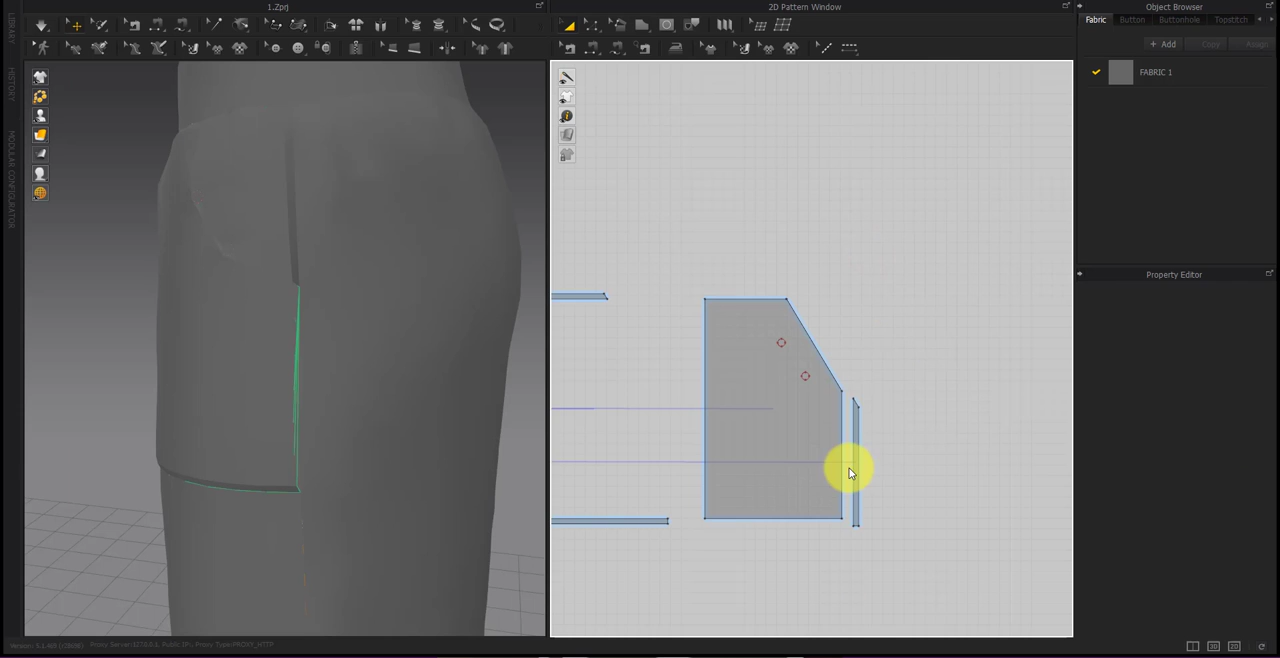 1.Zprj
2D Pattern Window
Object Browser
Fabric
Button
Buttonhole
Topstitch
+ Add
Copy
Assign
FABRIC 1
Property Editor
LIBRARY
HISTORY
MODULAR CONFIGURATOR